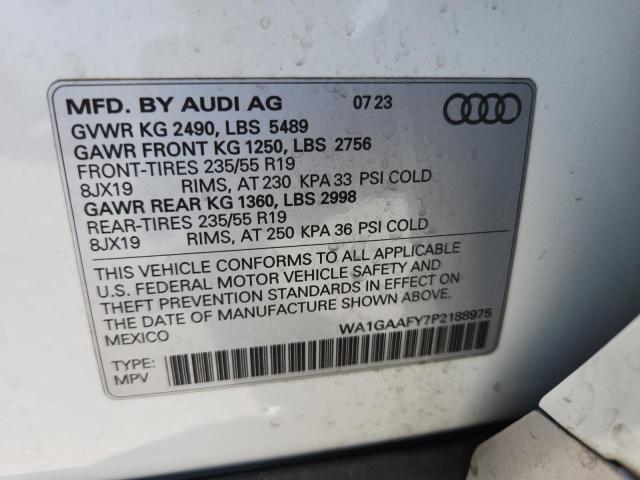 MFD. BY AUDI AG 07 23
GVWR KG 2490, LBS 5489
GAWR FRONT KG 1250, LBS 2756
FRONT-TIRES 235/55 R19
8JX19 RIMS, AT 230 KPA 33 PSI COLD
GAWR REAR KG 1360, LBS 2998
REAR-TIRES 235/55 R19
8JX19 RIMS, AT 250 KPA 36 PSI COLD
THIS VEHICLE CONFORMS TO ALL APPLICABLE
U.S. FEDERAL MOTOR VEHICLE SAFETY AND
THEFT PREVENTION STANDARDS IN EFFECT ON
THE DATE OF MANUFACTURE SHOWN ABOVE.
MEXICO WA1GAAFY7P2188975
TYPE:
MPV